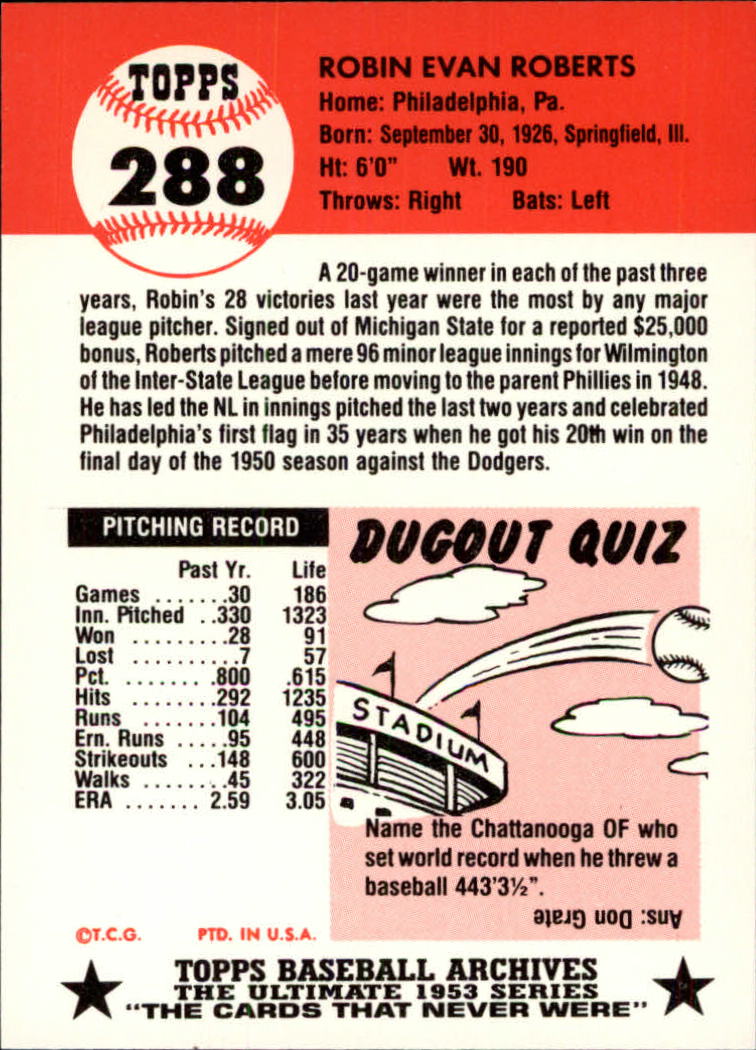 TOPPS
288
ROBIN EVAN ROBERTS
Home: Philadelphia, Pa.
Born: September 30, 1926, Springfield, Ill.
Ht: 6'0" Wt. 190
Throws: Right Bats: Left
A 20-game winner in each of the past three
years, Robin's 28 victories last year were the most by any major
league pitcher. Signed out of Michigan State for a reported $25,000
bonus, Roberts pitched a mere 96 minor league innings for Wilmington
of the Inter-State League before moving to the parent Phillies in 1948.
He has led the NL in innings pitched the last two years and celebrated
Philadelphia's first flag in 35 years when he got his 20th win on the
final day of the 1950 season against the Dodgers.
PITCHING RECORD
Past Yr. Life
Games .......30 186
Inn. Pitched ..330 1323
Won .........28 91
Lost ..........7 57
Pct. ........800 .615
Hits ........292 1235
Runs .......104 495
Ern. Runs .....95 448
Strikeouts ...148 600
Walks ........45 322
ERA ....... 2.59 3.05
DUGOUT QUIZ
STADIUM
Name the Chattanooga OF who
set world record when he threw a
baseball 443'3½".
Ans: Don Grate
©T.C.G. PTD. IN U.S.A.
TOPPS BASEBALL ARCHIVES
THE ULTIMATE 1953 SERIES
"THE CARDS THAT NEVER WERE"